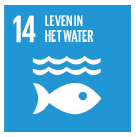 14 LEVEN IN
HET WATER